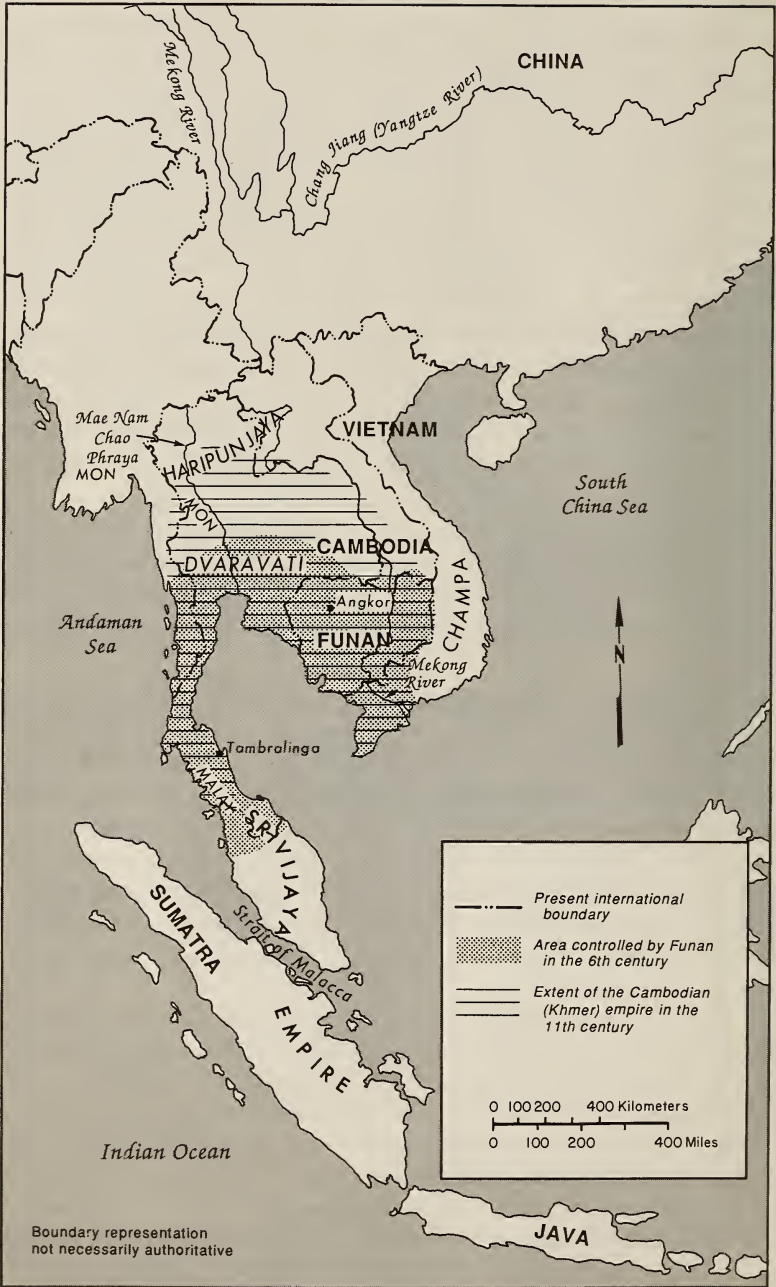 CHINA
Mekong River
Chang Jiang (Yangtze River)
Mae Nam
Chao
Phraya
MON
HARIPUNJAYA
VIETNAM
South
China Sea
MON
CAMBODIA
DVARAVATI
Angkor
CHAMPA
Andaman
Sea
FUNAN
Mekong
River
N
Tambralinga
MALAY
SRIVIJAYA
SUMATRA
Strait of Malacca
EMPIRE
Present international
boundary
Area controlled by Funan
in the 6th century
Extent of the Cambodian
(Khmer) empire in the
11th century
0 100 200 400 Kilometers
0 100 200 400 Miles
Indian Ocean
Boundary representation
not necessarily authoritative
JAVA